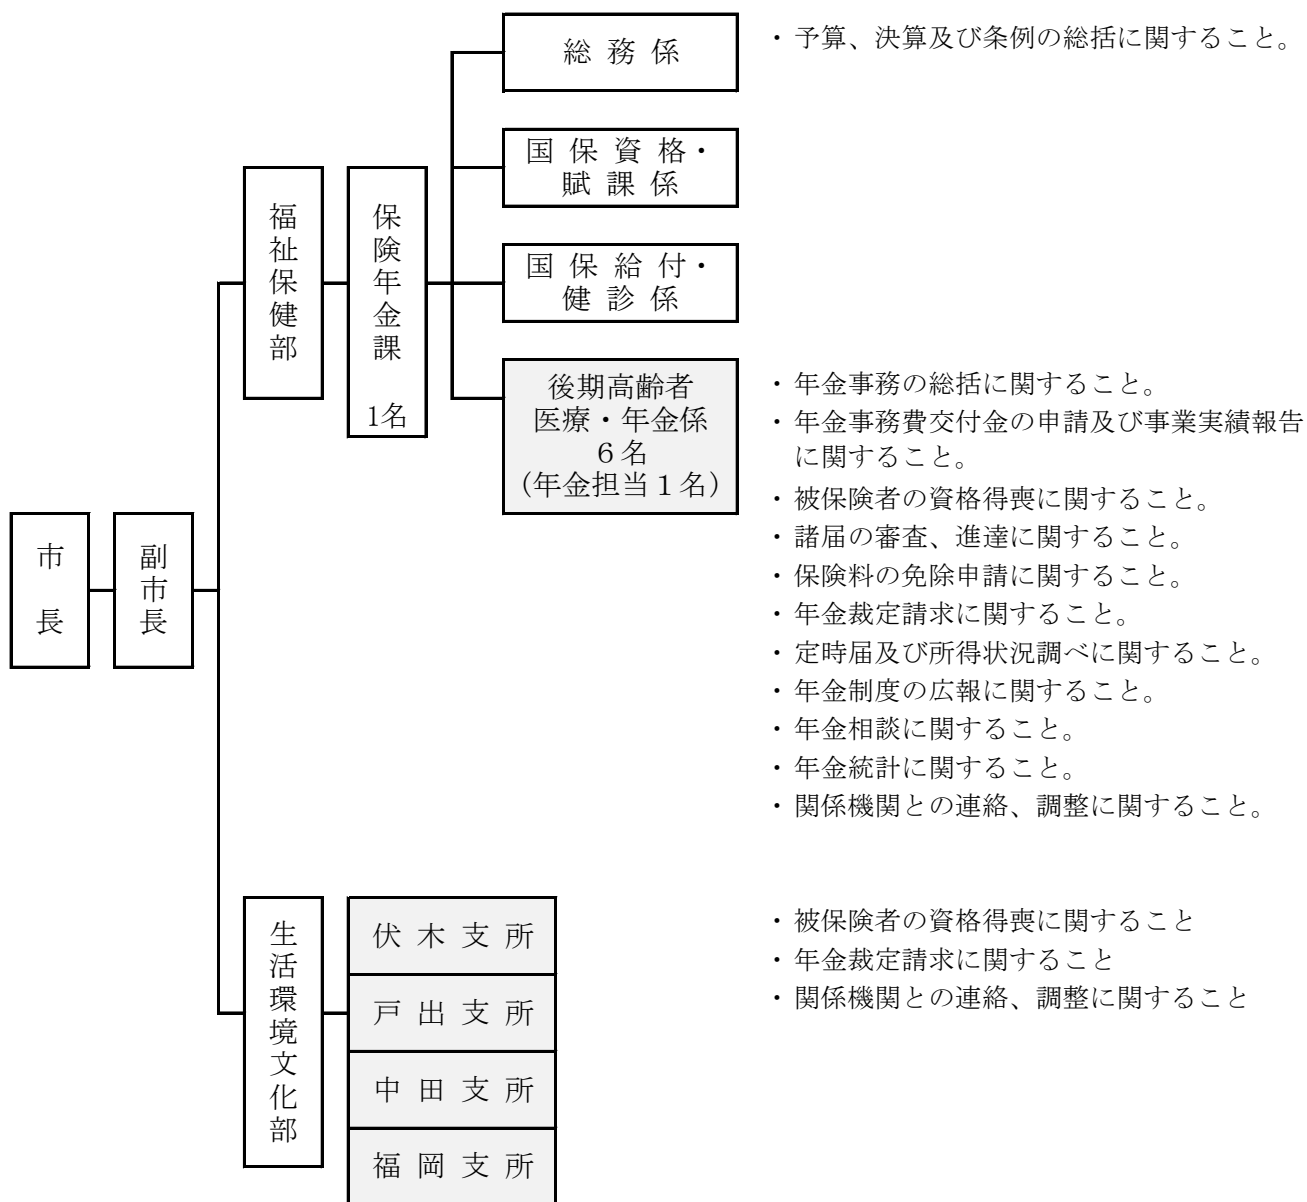 総務係
・予算、決算及び条例の総括に関すること。
国保資格・
賦課係
国保給付・
健診係
福祉保健部
保険年金課
1名
後期高齢者
医療・年金係
６名
（年金担当１名）
・年金事務の総括に関すること。
・年金事務費交付金の申請及び事業実績報告
に関すること。
・被保険者の資格得喪に関すること。
・諸届の審査、進達に関すること。
・保険料の免除申請に関すること。
・年金裁定請求に関すること。
・定時届及び所得状況調べに関すること。
・年金制度の広報に関すること。
・年金相談に関すること。
・年金統計に関すること。
・関係機関との連絡、調整に関すること。
市長
副市長
生活環境文化部
伏木支所
戸出支所
中田支所
福岡支所
・被保険者の資格得喪に関すること
・年金裁定請求に関すること
・関係機関との連絡、調整に関すること